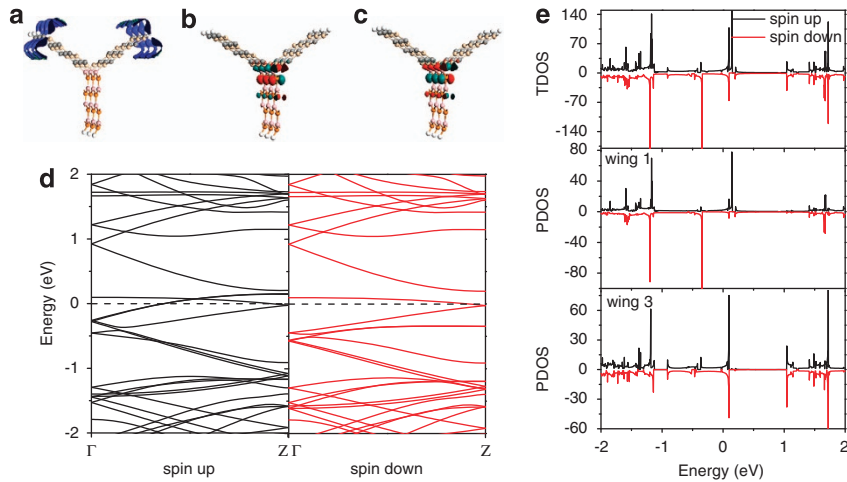 a
b
c
d
2
1
0
-1
-2
Energy (eV)
Γ
Z
Γ
Z
spin up
spin down
e
spin up
spin down
140
70
0
-70
-140
TDOS
80
wing 1
40
0
-40
-80
PDOS
wing 3
60
30
0
-30
-60
PDOS
-2
-1
0
1
2
Energy (eV)